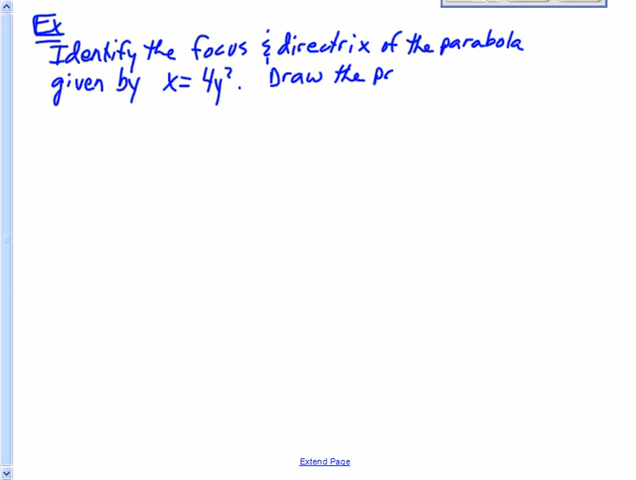 Ex
Identify the focus & directrix of the parabola
given by x = 4y². Draw the pr
Extend Page